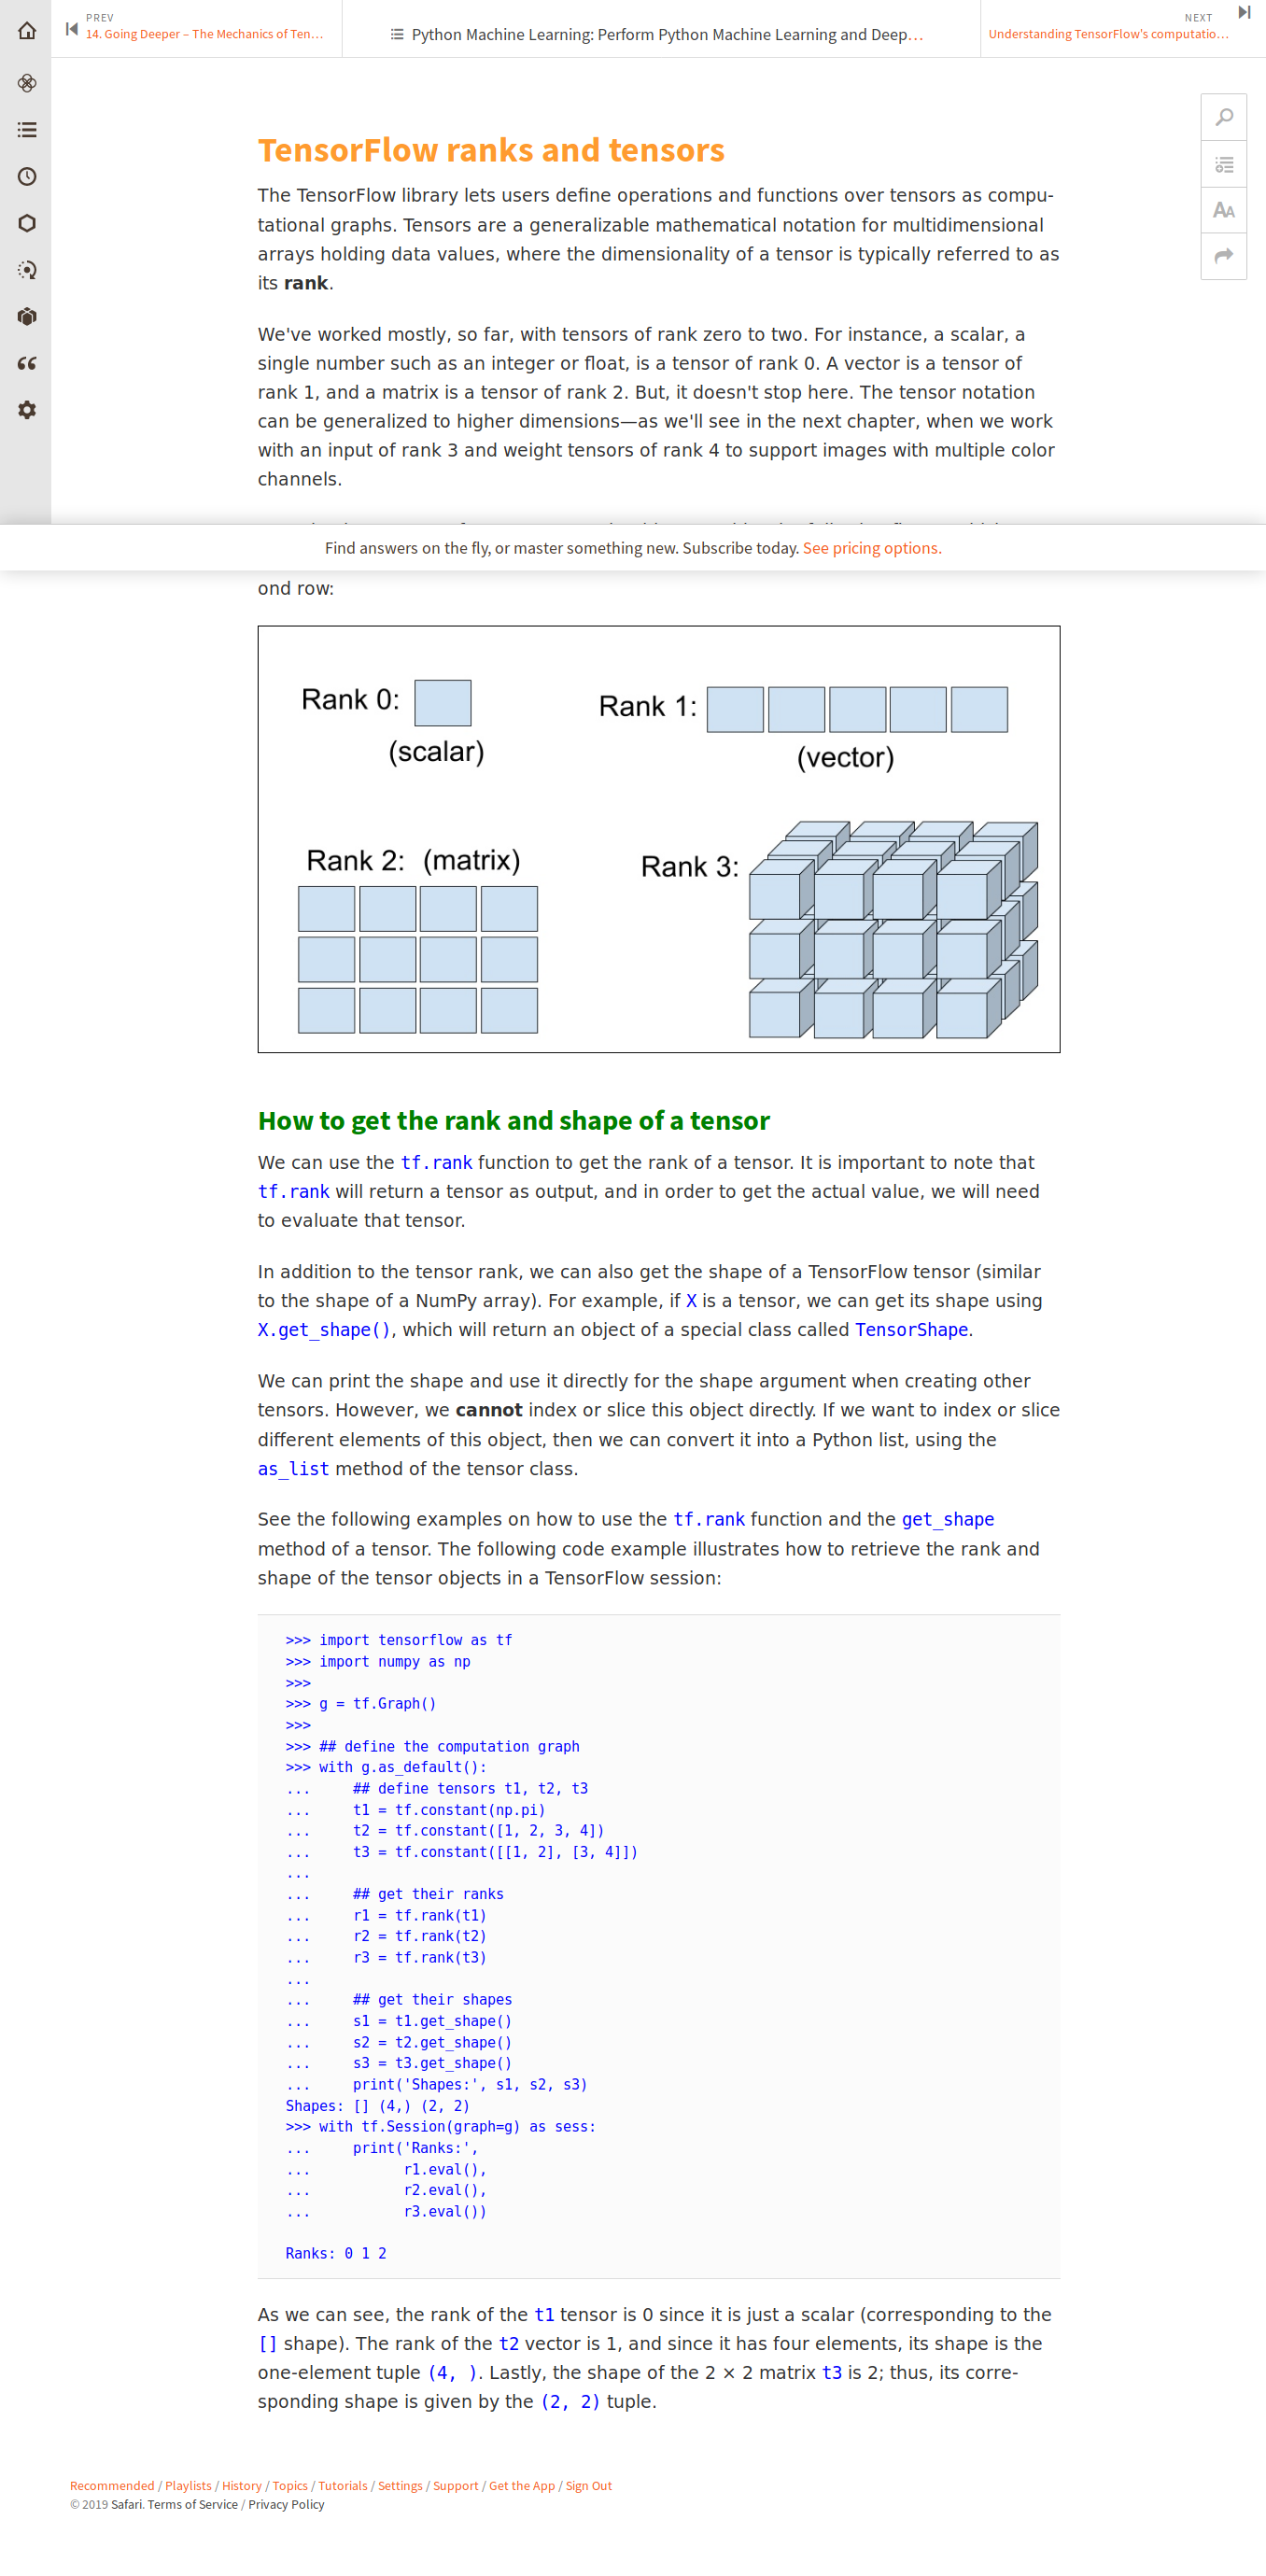 PREV
14. Going Deeper – The Mechanics of Ten…
Python Machine Learning: Perform Python Machine Learning and Deep…
NEXT
Understanding TensorFlow's computatio…
TensorFlow ranks and tensors
The TensorFlow library lets users define operations and functions over tensors as compu-
tational graphs. Tensors are a generalizable mathematical notation for multidimensional
arrays holding data values, where the dimensionality of a tensor is typically referred to as
its rank.
We've worked mostly, so far, with tensors of rank zero to two. For instance, a scalar, a
single number such as an integer or float, is a tensor of rank 0. A vector is a tensor of
rank 1, and a matrix is a tensor of rank 2. But, it doesn't stop here. The tensor notation
can be generalized to higher dimensions—as we'll see in the next chapter, when we work
with an input of rank 3 and weight tensors of rank 4 to support images with multiple color
channels.
Find answers on the fly, or master something new. Subscribe today. See pricing options.
ond row:
Rank 0:
(scalar)
Rank 1:
(vector)
Rank 2: (matrix)
Rank 3:
How to get the rank and shape of a tensor
We can use the tf.rank function to get the rank of a tensor. It is important to note that
tf.rank will return a tensor as output, and in order to get the actual value, we will need
to evaluate that tensor.
In addition to the tensor rank, we can also get the shape of a TensorFlow tensor (similar
to the shape of a NumPy array). For example, if X is a tensor, we can get its shape using
X.get_shape(), which will return an object of a special class called TensorShape.
We can print the shape and use it directly for the shape argument when creating other
tensors. However, we cannot index or slice this object directly. If we want to index or slice
different elements of this object, then we can convert it into a Python list, using the
as_list method of the tensor class.
See the following examples on how to use the tf.rank function and the get_shape
method of a tensor. The following code example illustrates how to retrieve the rank and
shape of the tensor objects in a TensorFlow session:
>>> import tensorflow as tf
>>> import numpy as np
>>>
>>> g = tf.Graph()
>>>
>>> ## define the computation graph
>>> with g.as_default():
...     ## define tensors t1, t2, t3
...     t1 = tf.constant(np.pi)
...     t2 = tf.constant([1, 2, 3, 4])
...     t3 = tf.constant([[1, 2], [3, 4]])
...
...     ## get their ranks
...     r1 = tf.rank(t1)
...     r2 = tf.rank(t2)
...     r3 = tf.rank(t3)
...
...     ## get their shapes
...     s1 = t1.get_shape()
...     s2 = t2.get_shape()
...     s3 = t3.get_shape()
...     print('Shapes:', s1, s2, s3)
Shapes: [] (4,) (2, 2)
>>> with tf.Session(graph=g) as sess:
...     print('Ranks:',
...           r1.eval(),
...           r2.eval(),
...           r3.eval())
Ranks: 0 1 2
As we can see, the rank of the t1 tensor is 0 since it is just a scalar (corresponding to the
[] shape). The rank of the t2 vector is 1, and since it has four elements, its shape is the
one-element tuple (4, ). Lastly, the shape of the 2 × 2 matrix t3 is 2; thus, its corre-
sponding shape is given by the (2, 2) tuple.
Recommended / Playlists / History / Topics / Tutorials / Settings / Support / Get the App / Sign Out
© 2019 Safari. Terms of Service / Privacy Policy